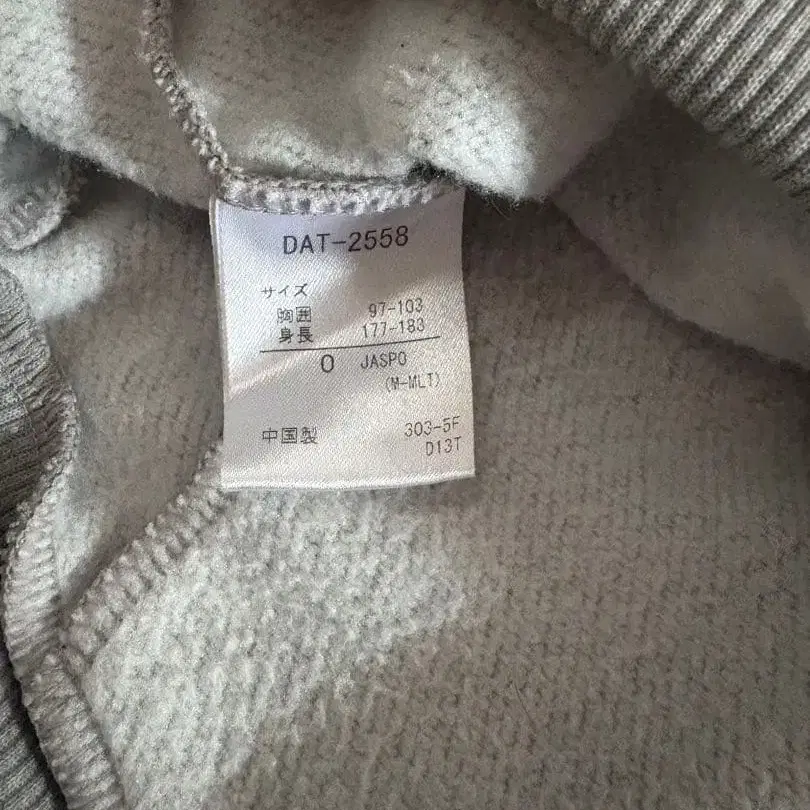 DAT-2558
サイズ
胸囲 97-103
身長 177-183
O JASPO
(M-MLT)
中国製 303-5F
D13T